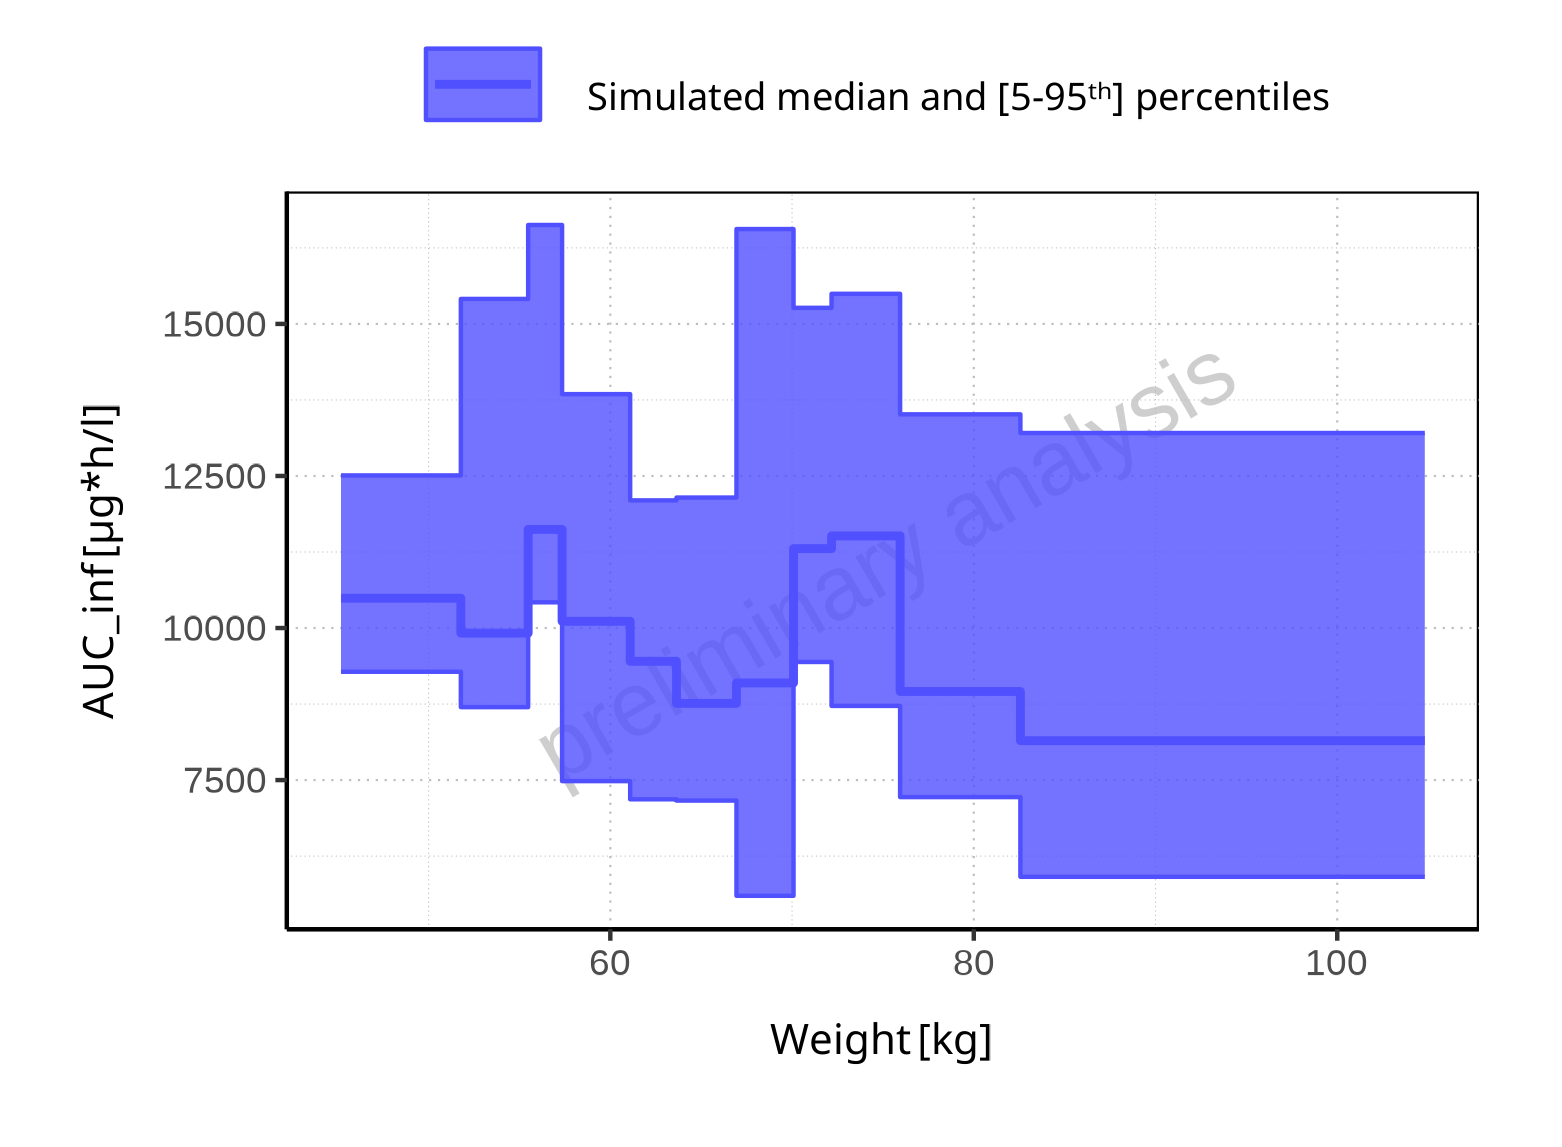 Simulated median and [5-95ᵗʰ] percentiles
15000
12500
10000
7500
AUC_inf [µg*h/l]
preliminary analysis
60 80 100
Weight [kg]